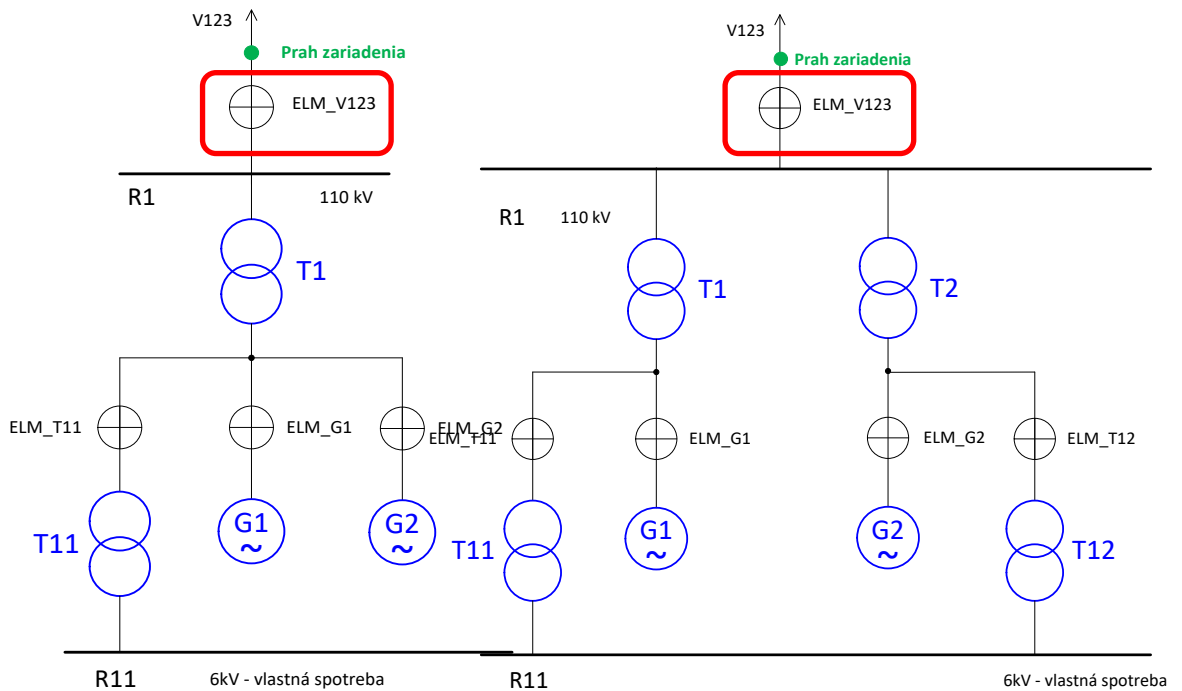 V123
Prah zariadenia
ELM_V123
R1
110 kV
T1
ELM_T11
ELM_G1
ELM_G2
T11
G1
~
G2
~
R11
6kV - vlastná spotreba
V123
Prah zariadenia
ELM_V123
R1
110 kV
T1
T2
ELM_T11
ELM_G1
ELM_G2
ELM_T12
T11
G1
~
G2
~
T12
R11
6kV - vlastná spotreba